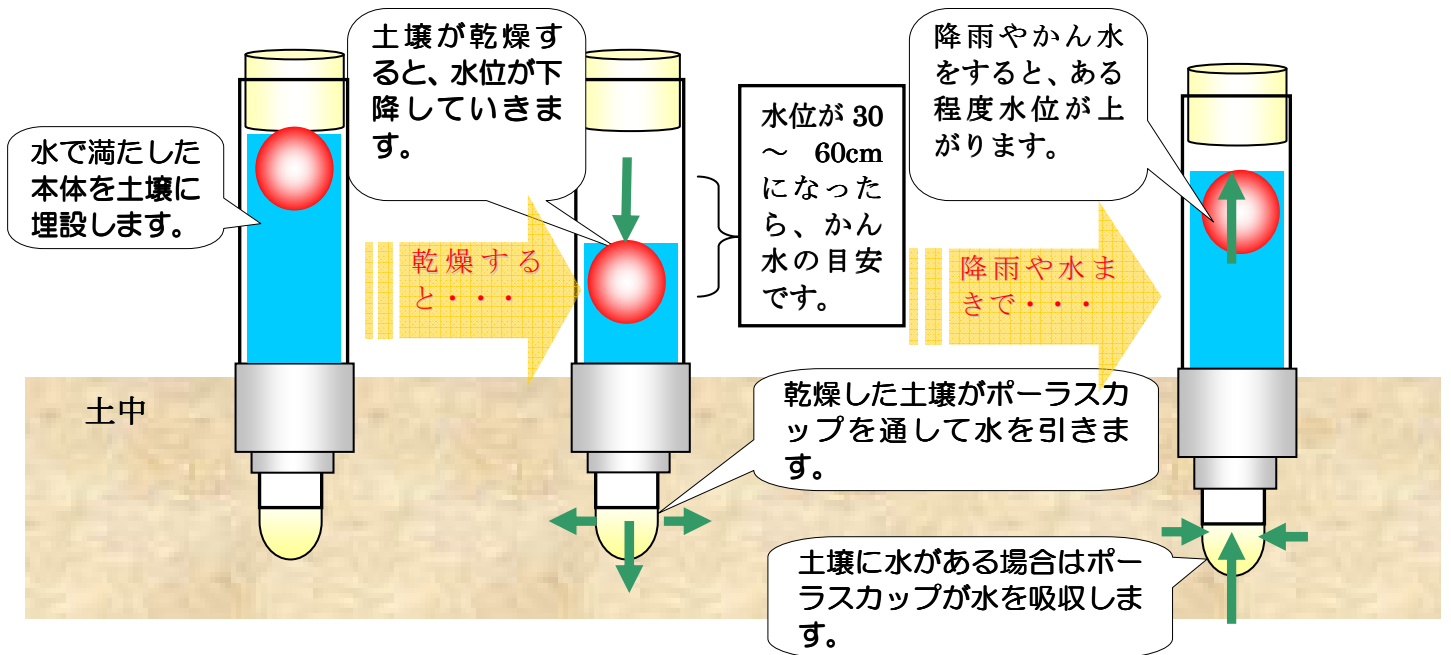 水で満たした
本体を土壌に
埋設します。
土壌が乾燥す
ると、水位が下
降していきま
す。
乾燥する
と・・・
水位が 30
～ 60cm
になった
ら、かん
水の目安
です。
降雨やかん水
をすると、ある
程度水位が上
がります。
降雨や水ま
きで・・・
土中
乾燥した土壌がポーラスカ
ップを通して水を引きま
す。
土壌に水がある場合はポー
ラスカップが水を吸収しま
す。